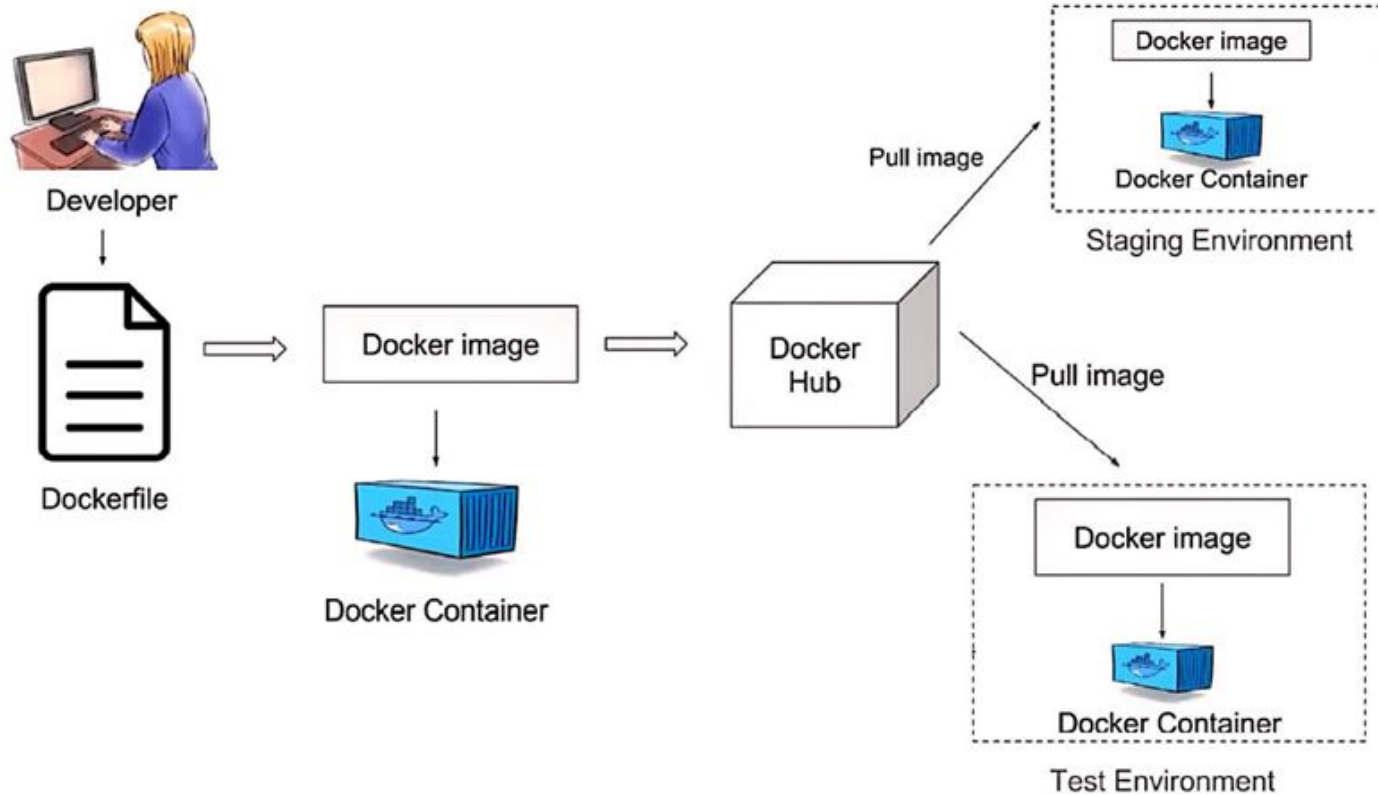 Developer
Dockerfile
Docker image
Docker Container
Docker
Hub
Pull image
Docker image
Docker Container
Staging Environment
Pull image
Docker image
Docker Container
Test Environment